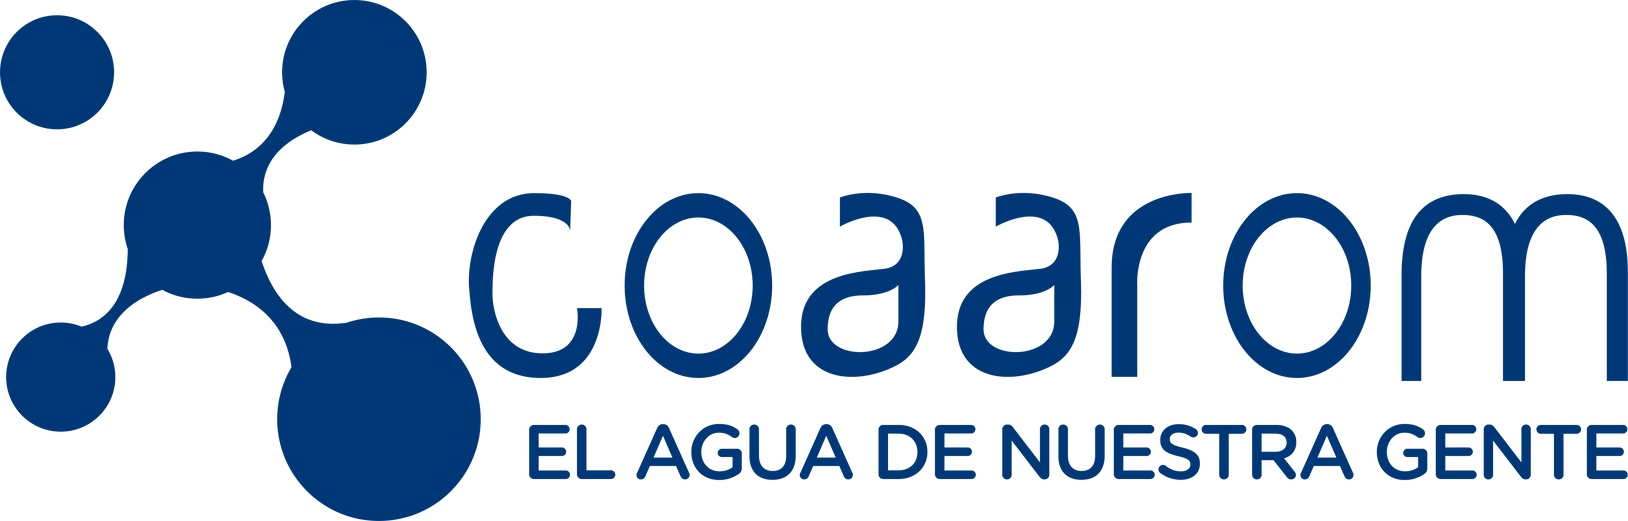 coaarom
EL AGUA DE NUESTRA GENTE